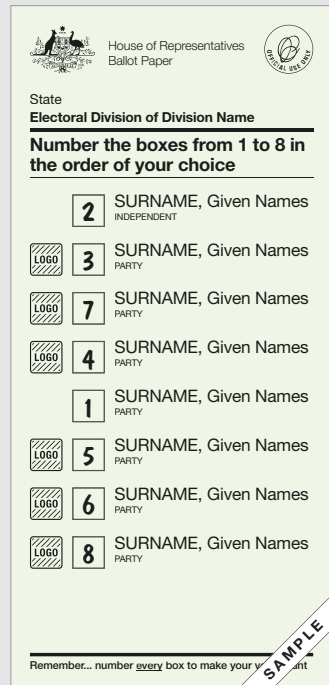 House of Representatives
Ballot Paper
OFFICIAL USE ONLY
State
Electoral Division of Division Name
Number the boxes from 1 to 8 in
the order of your choice
2 SURNAME, Given Names
INDEPENDENT
LOGO 3 SURNAME, Given Names
PARTY
LOGO 7 SURNAME, Given Names
PARTY
LOGO 4 SURNAME, Given Names
PARTY
1 SURNAME, Given Names
PARTY
LOGO 5 SURNAME, Given Names
PARTY
LOGO 6 SURNAME, Given Names
PARTY
LOGO 8 SURNAME, Given Names
PARTY
Remember... number every box to make your
SAMPLE